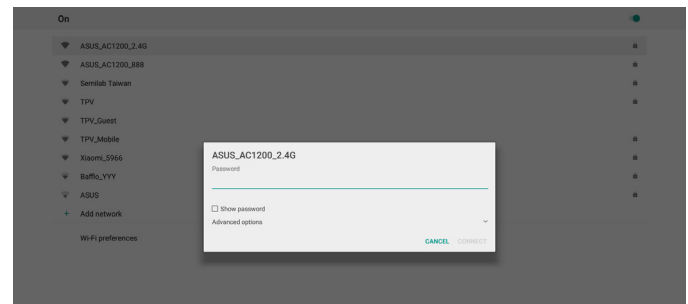 On
ASUS_AC1200_2.4G
ASUS_AC1200_888
Semilab Taiwan
TPV
TPV_Guest
TPV_Mobile
Xiaomi_5966
Bafflo_YYY
ASUS
+ Add network
Wi-Fi preferences
ASUS_AC1200_2.4G
Password
Show password
Advanced options
CANCEL CONNECT